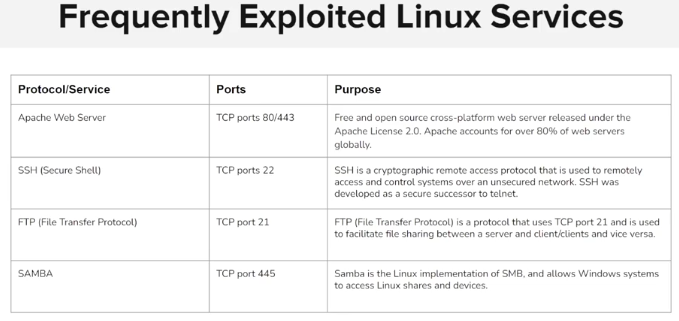 Frequently Exploited Linux Services
Protocol/Service Ports Purpose
Apache Web Server TCP ports 80/443 Free and open source cross-platform web server released under the
Apache License 2.0. Apache accounts for over 80% of web servers
globally.
SSH (Secure Shell) TCP ports 22 SSH is a cryptographic remote access protocol that is used to remotely
access and control systems over an unsecured network. SSH was
developed as a secure successor to telnet.
FTP (File Transfer Protocol) TCP port 21 FTP (File Transfer Protocol) is a protocol that uses TCP port 21 and is used
to facilitate file sharing between a server and client/clients and vice versa.
SAMBA TCP port 445 Samba is the Linux implementation of SMB, and allows Windows systems
to access Linux shares and devices.